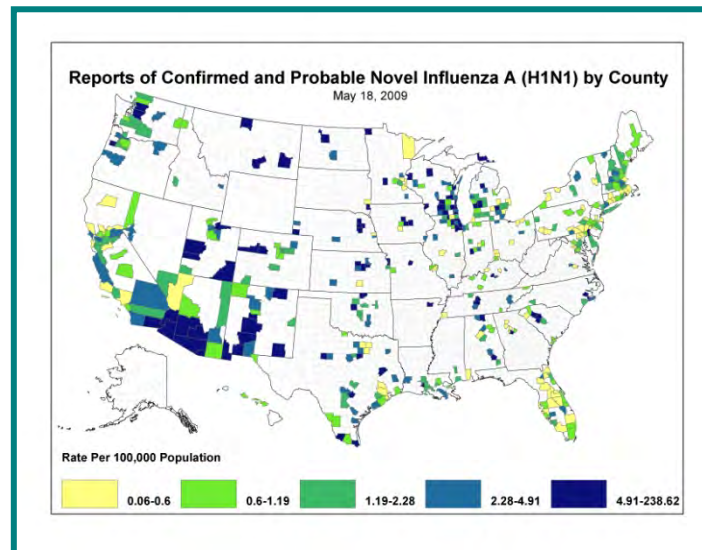 Reports of Confirmed and Probable Novel Influenza A (H1N1) by County
May 18, 2009
Rate Per 100,000 Population
0.06-0.6 0.6-1.19 1.19-2.28 2.28-4.91 4.91-238.62